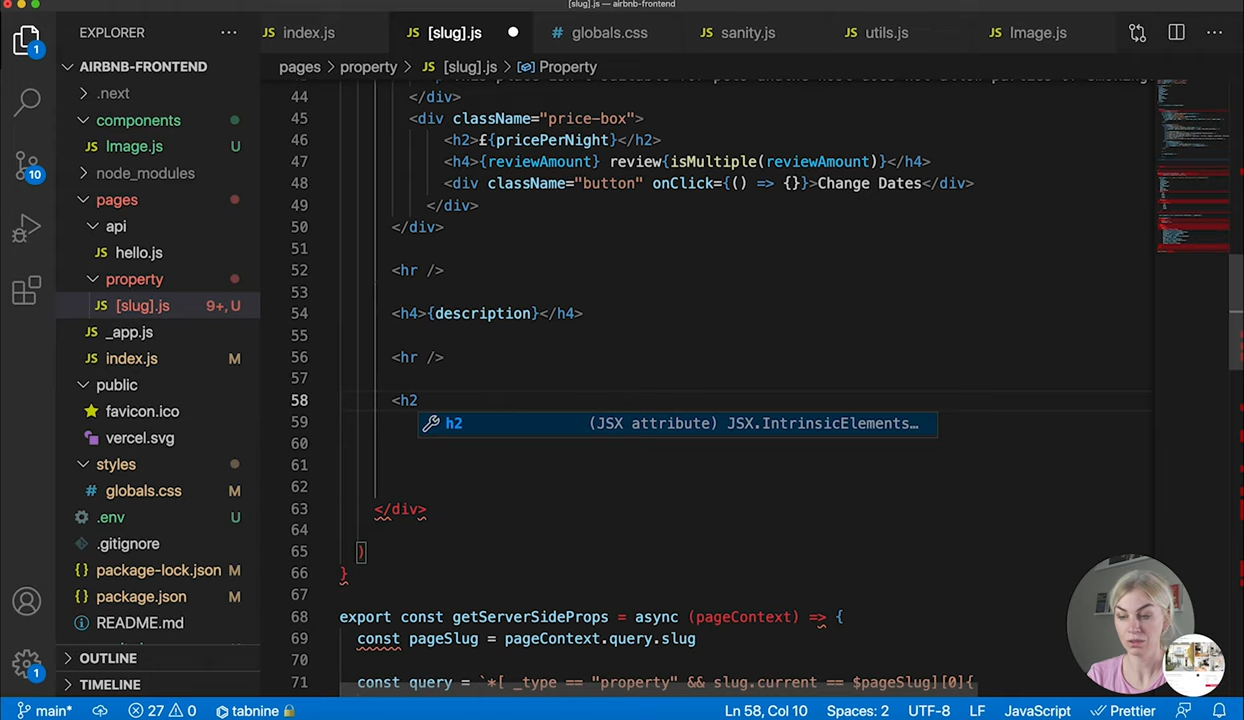 [slug].js — airbnb-frontend
EXPLORER
index.js
[slug].js
globals.css
sanity.js
utils.js
Image.js
AIRBNB-FRONTEND
pages > property > JS [slug].js > Property
.next
components
Image.js U
node_modules
pages
api
JS hello.js
property
JS [slug].js 9+, U
JS _app.js
JS index.js M
public
favicon.ico
vercel.svg
styles
# globals.css M
.env U
.gitignore
{} package-lock.json M
{} package.json M
README.md
OUTLINE
TIMELINE
1
10
1
44 </div>
45 <div className="price-box">
46 <h2>£{pricePerNight}</h2>
47 <h4>{reviewAmount} review{isMultiple(reviewAmount)}</h4>
48 <div className="button" onClick={() => {}}>Change Dates</div>
49 </div>
50 </div>
51
52 <hr />
53
54 <h4>{description}</h4>
55
56 <hr />
57
58 <h2
h2 (JSX attribute) JSX.IntrinsicElements…
59
60
61
62
63 </div>
64
65 )
66 }
67
68 export const getServerSideProps = async (pageContext) => {
69 const pageSlug = pageContext.query.slug
70
71 const query = `*[ _type == "property" && slug.current == $pageSlug][0]{
main* 27 0 tabnine Ln 58, Col 10 Spaces: 2 UTF-8 LF JavaScript Prettier